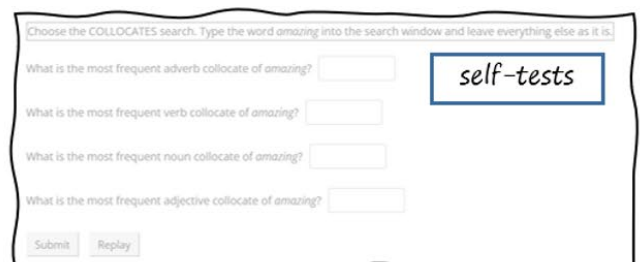 Choose the COLLOCATES search. Type the word amazing into the search window and leave everything else as it is.
What is the most frequent adverb collocate of amazing?
self-tests
What is the most frequent verb collocate of amazing?
What is the most frequent noun collocate of amazing?
What is the most frequent adjective collocate of amazing?
Submit Replay